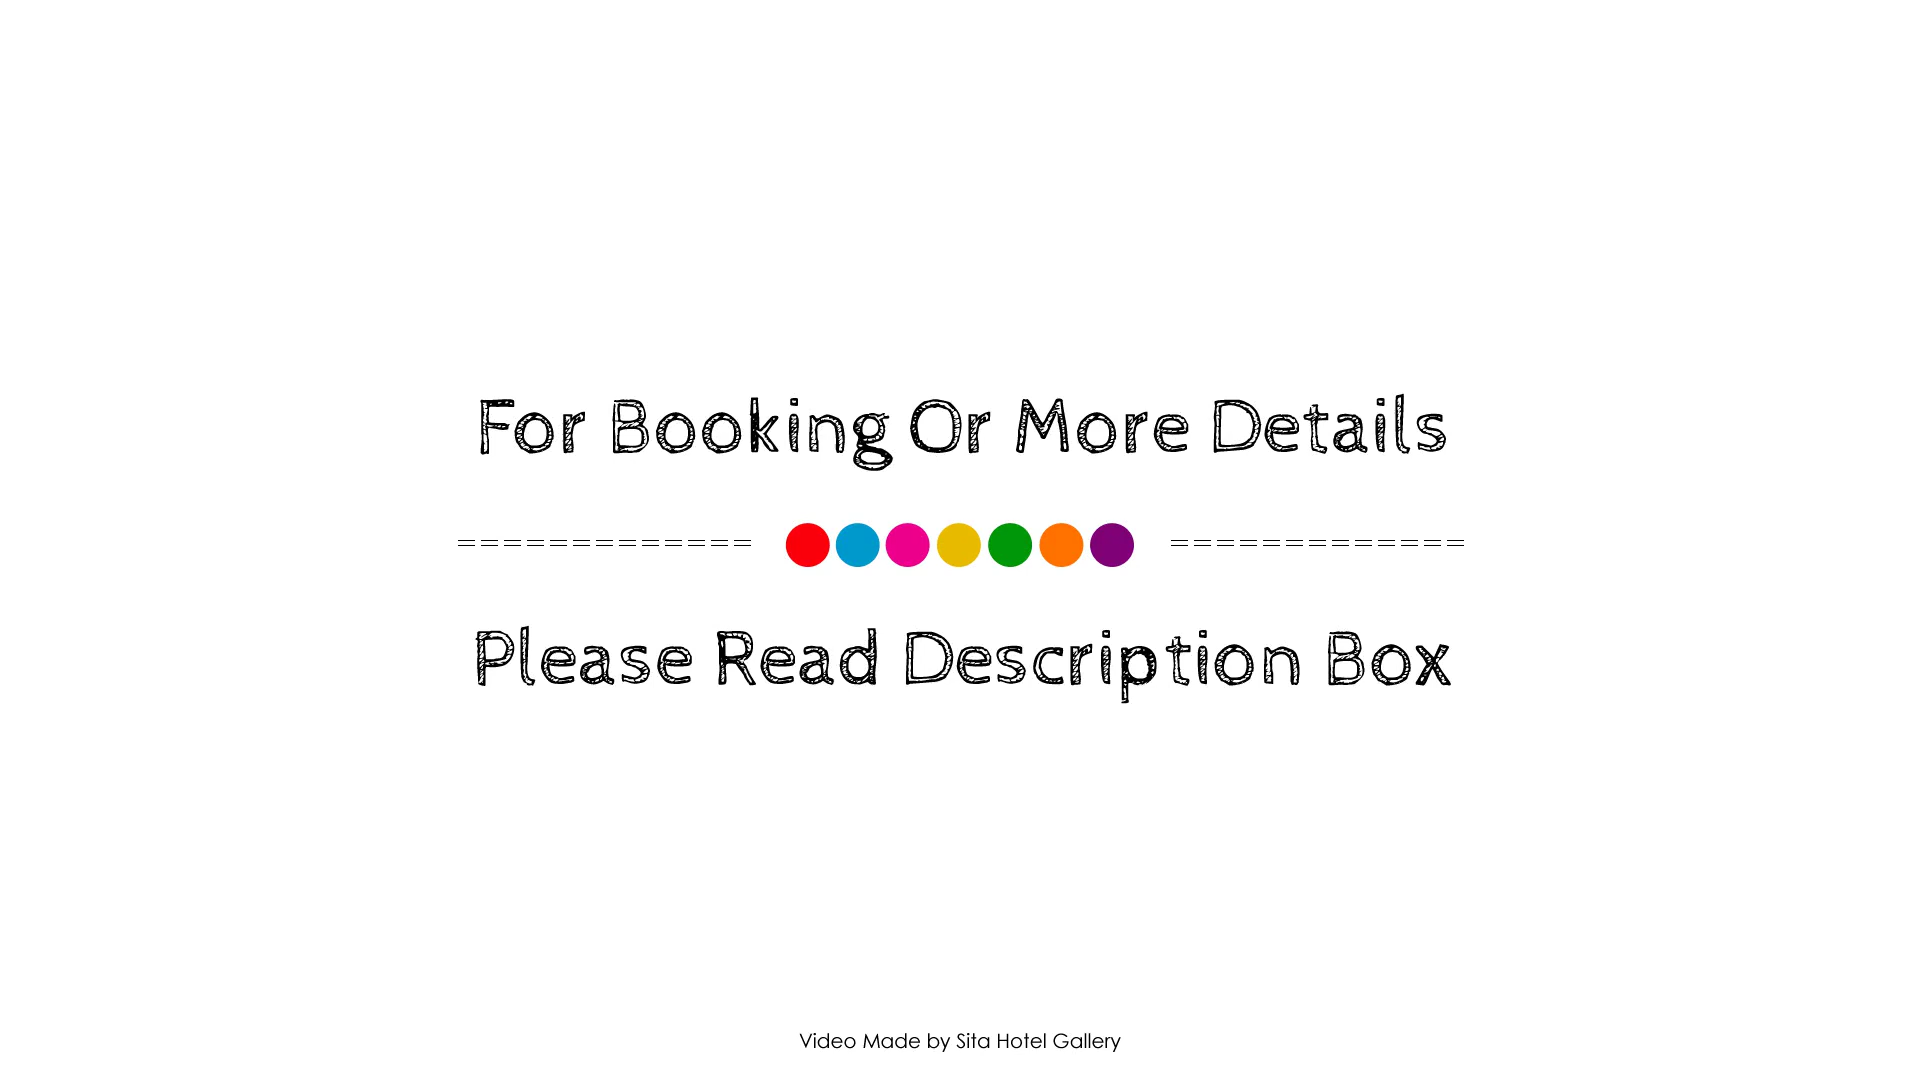 For Booking Or More Details
============= =============
Please Read Description Box
Video Made by Sita Hotel Gallery